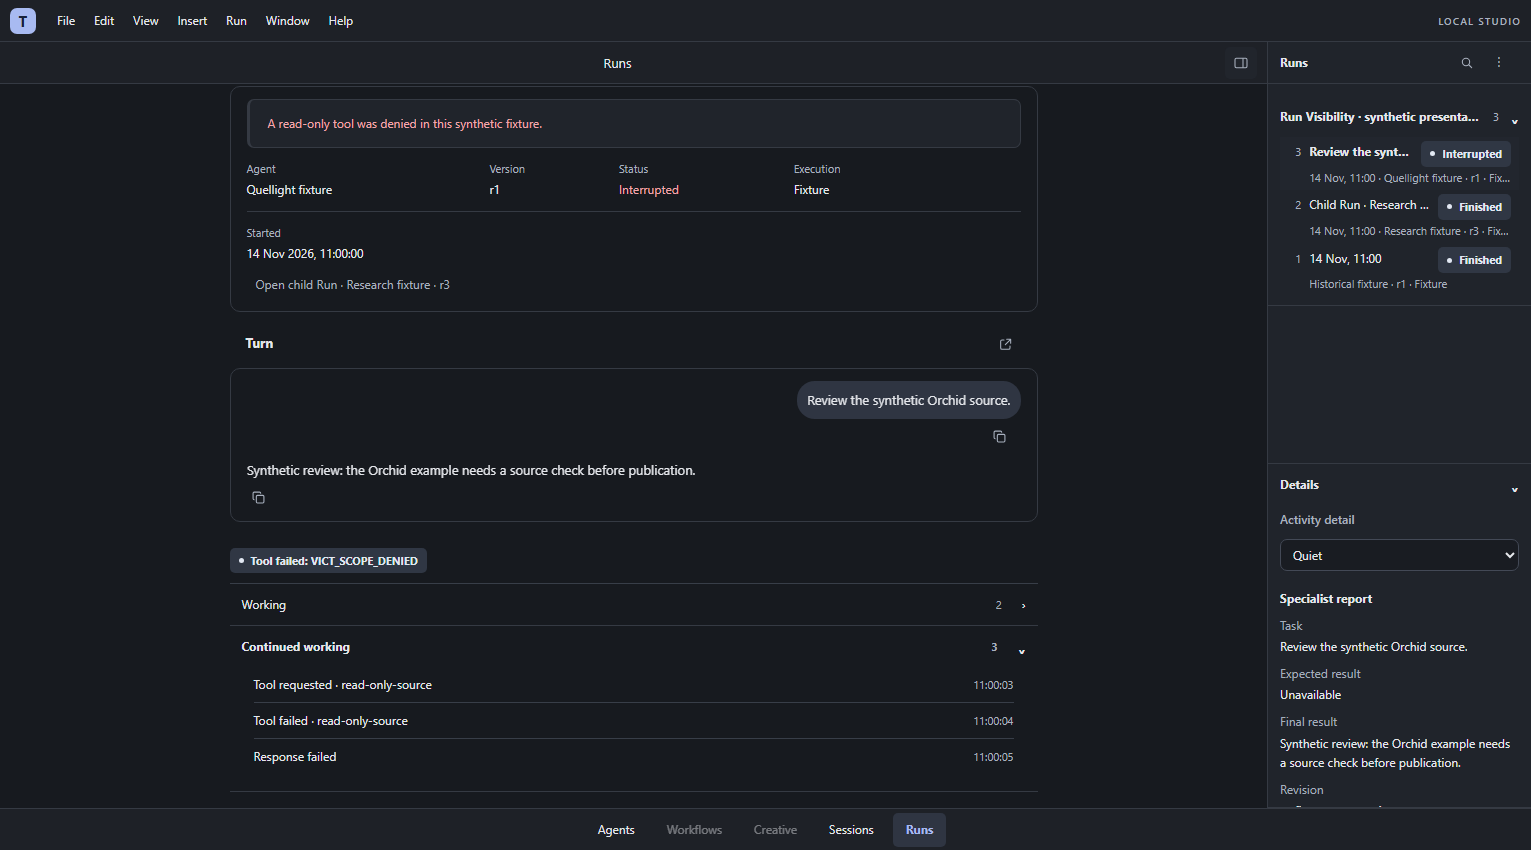 T File Edit View Insert Run Window Help LOCAL STUDIO
Runs
A read-only tool was denied in this synthetic fixture.
Agent Version Status Execution
Quellight fixture r1 Interrupted Fixture
Started
14 Nov 2026, 11:00:00
Open child Run · Research fixture · r3
Turn
Review the synthetic Orchid source.
Synthetic review: the Orchid example needs a source check before publication.
Tool failed: VICT_SCOPE_DENIED
Working 2
Continued working 3
Tool requested · read-only-source 11:00:03
Tool failed · read-only-source 11:00:04
Response failed 11:00:05
Runs
Run Visibility · synthetic presenta... 3
3 Review the synt... Interrupted
14 Nov, 11:00 · Quellight fixture · r1 · Fix...
2 Child Run · Research ... Finished
14 Nov, 11:00 · Research fixture · r3 · Fix...
1 14 Nov, 11:00 Finished
Historical fixture · r1 · Fixture
Details
Activity detail
Quiet
Specialist report
Task
Review the synthetic Orchid source.
Expected result
Unavailable
Final result
Synthetic review: the Orchid example needs
a source check before publication.
Revision
Agents Workflows Creative Sessions Runs